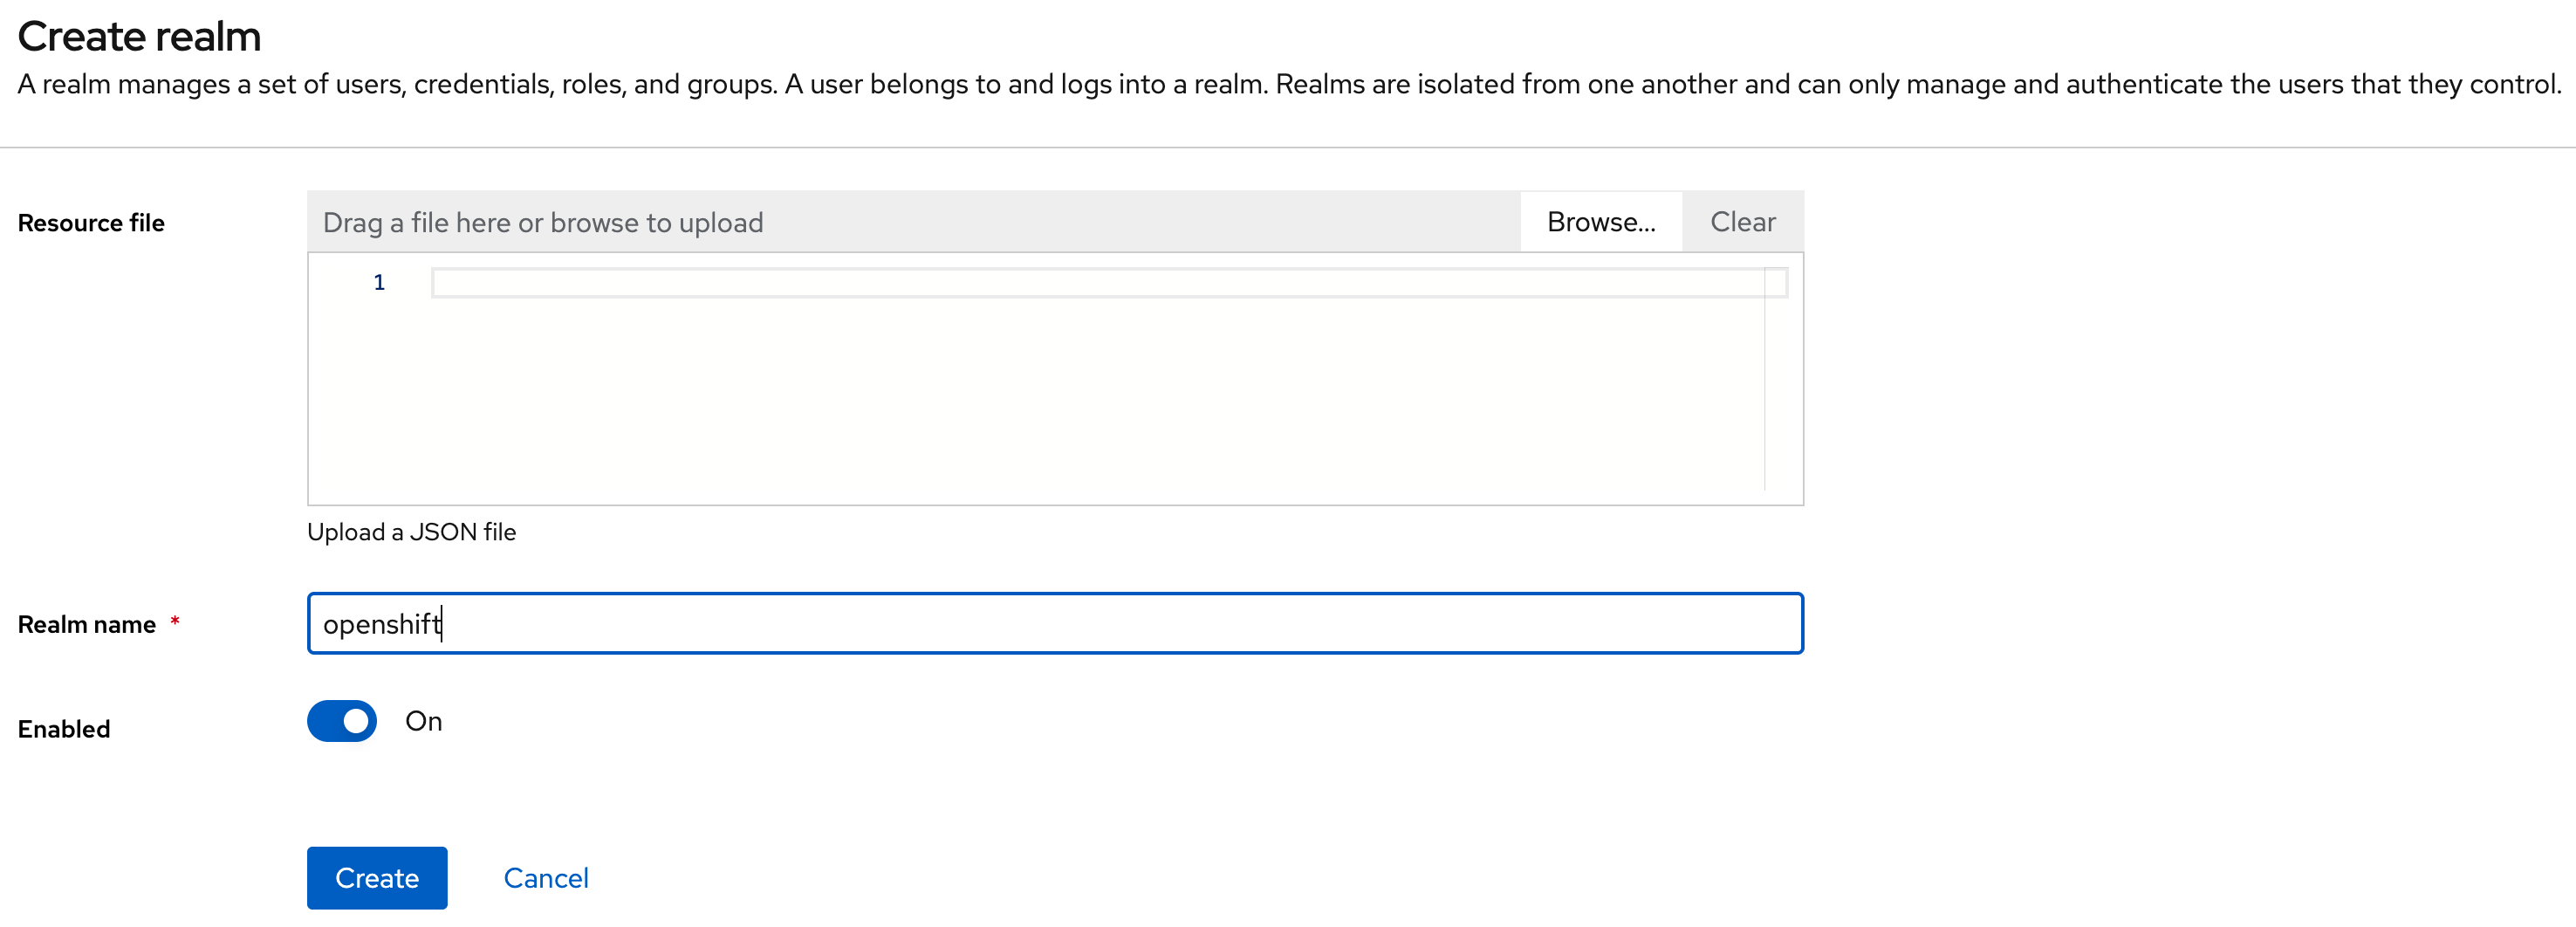 Create realm
A realm manages a set of users, credentials, roles, and groups. A user belongs to and logs into a realm. Realms are isolated from one another and can only manage and authenticate the users that they control.
Resource file
Drag a file here or browse to upload
Browse...
Clear
1
Upload a JSON file
Realm name *
openshift
Enabled
On
Create
Cancel